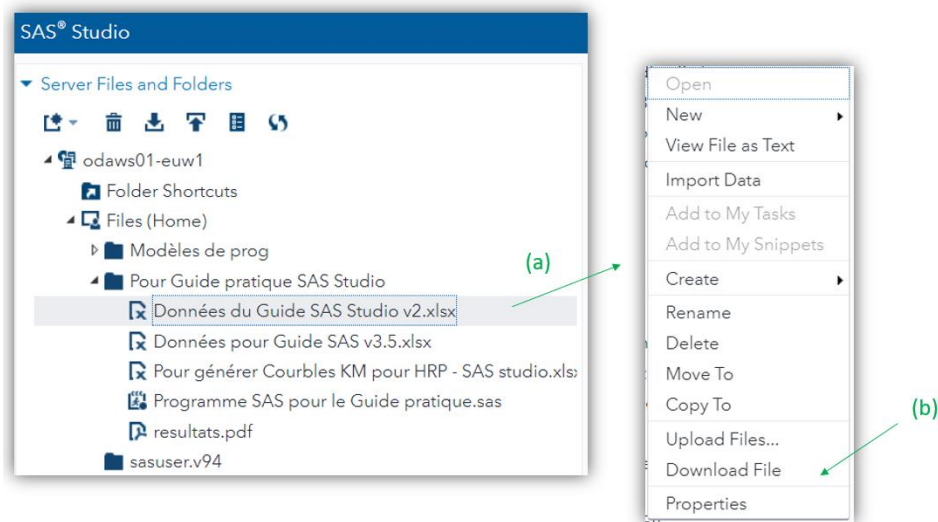 SAS® Studio
Server Files and Folders
odaws01-euw1
Folder Shortcuts
Files (Home)
Modèles de prog
Pour Guide pratique SAS Studio
Données du Guide SAS Studio v2.xlsx
Données pour Guide SAS v3.5.xlsx
Pour générer Courbles KM pour HRP - SAS studio.xls
Programme SAS pour le Guide pratique.sas
resultats.pdf
sasuser.v94
(a)
Open
New
View File as Text
Import Data
Add to My Tasks
Add to My Snippets
Create
Rename
Delete
Move To
Copy To
Upload Files...
Download File
Properties
(b)